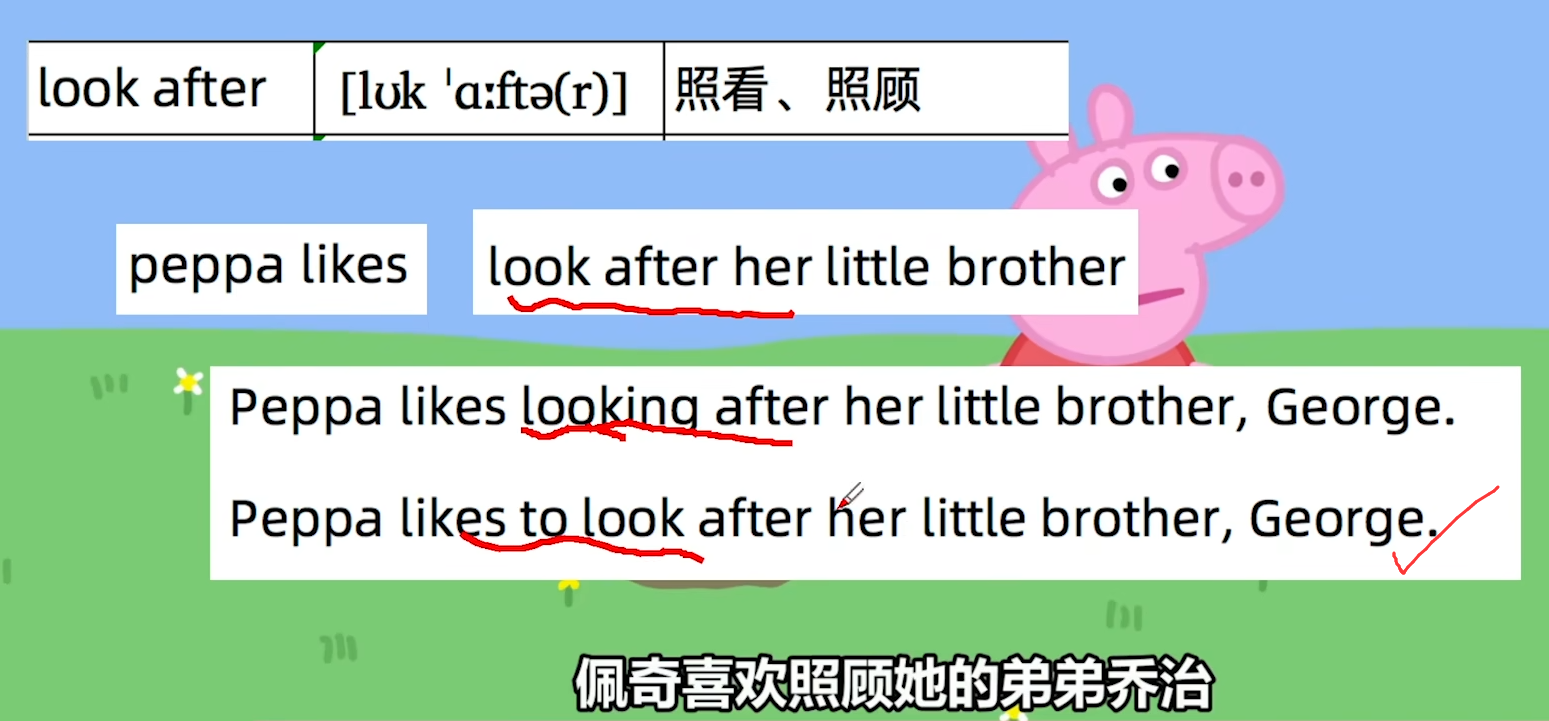 look after [lʊk ˈɑːftə(r)] 照看、照顾
peppa likes look after her little brother
Peppa likes looking after her little brother, George.
Peppa likes to look after her little brother, George.
佩奇喜欢照顾她的弟弟乔治